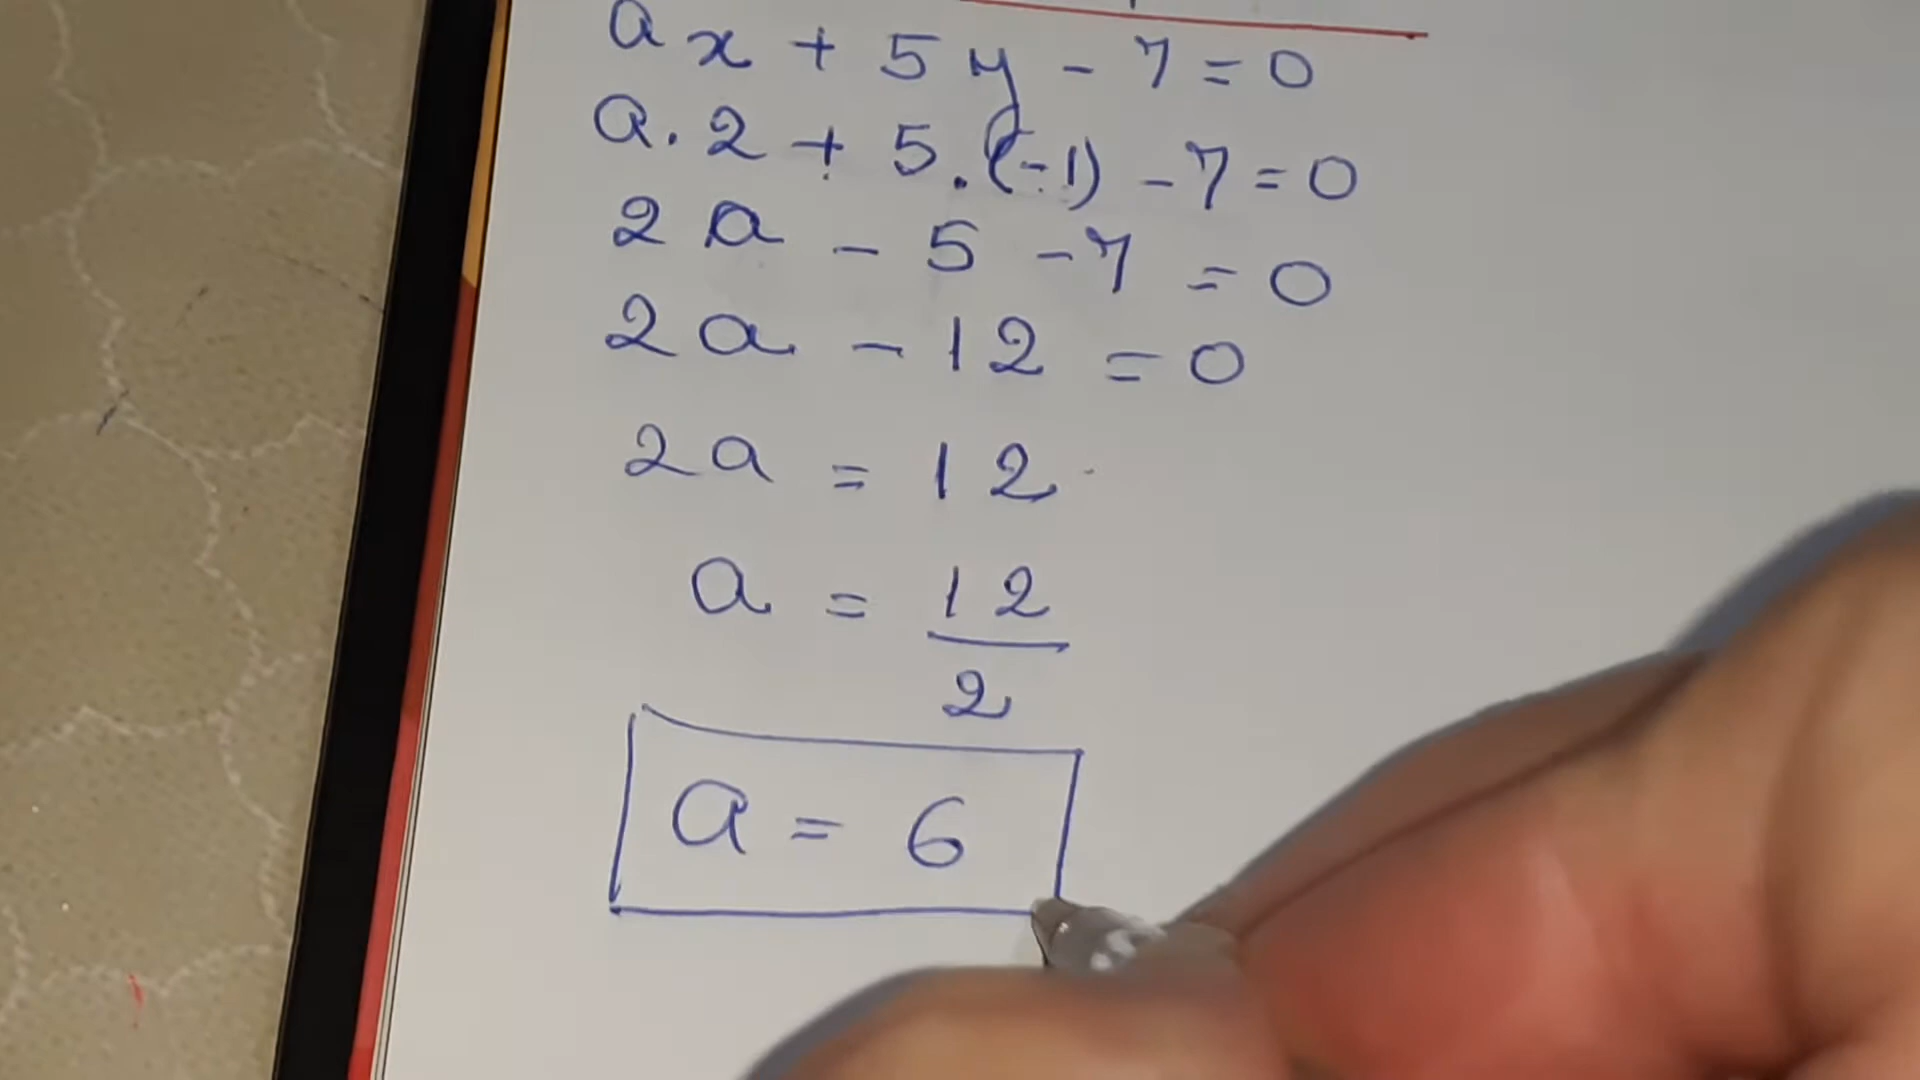 ax + 5y - 7 = 0
a.2 + 5.(-1) - 7 = 0
2a - 5 - 7 = 0
2a - 12 = 0
2a = 12
a = 12/2
a = 6